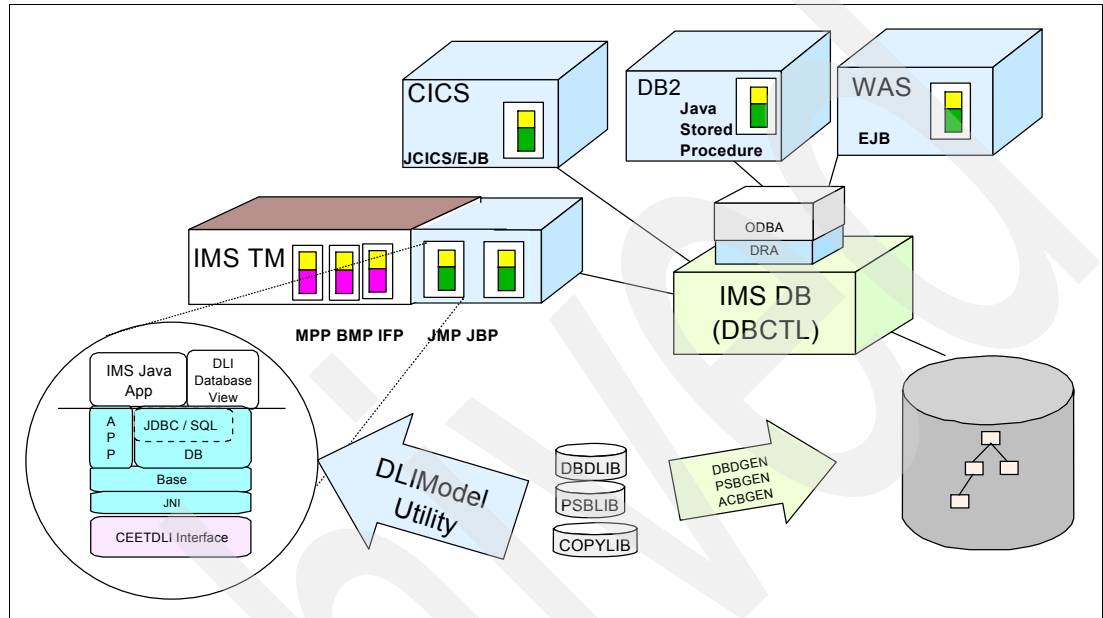 CICS
JCICS/EJB
DB2
Java
Stored
Procedure
WAS
EJB
ODBA
DRA
IMS DB
(DBCTL)
IMS TM
MPP BMP IFP
JMP JBP
IMS Java
App
DLI
Database
View
A
P
P
JDBC / SQL
DB
Base
JNI
CEETDLI Interface
DLIModel
Utility
DBDLIB
PSBLIB
COPYLIB
DBDGEN
PSBGEN
ACBGEN